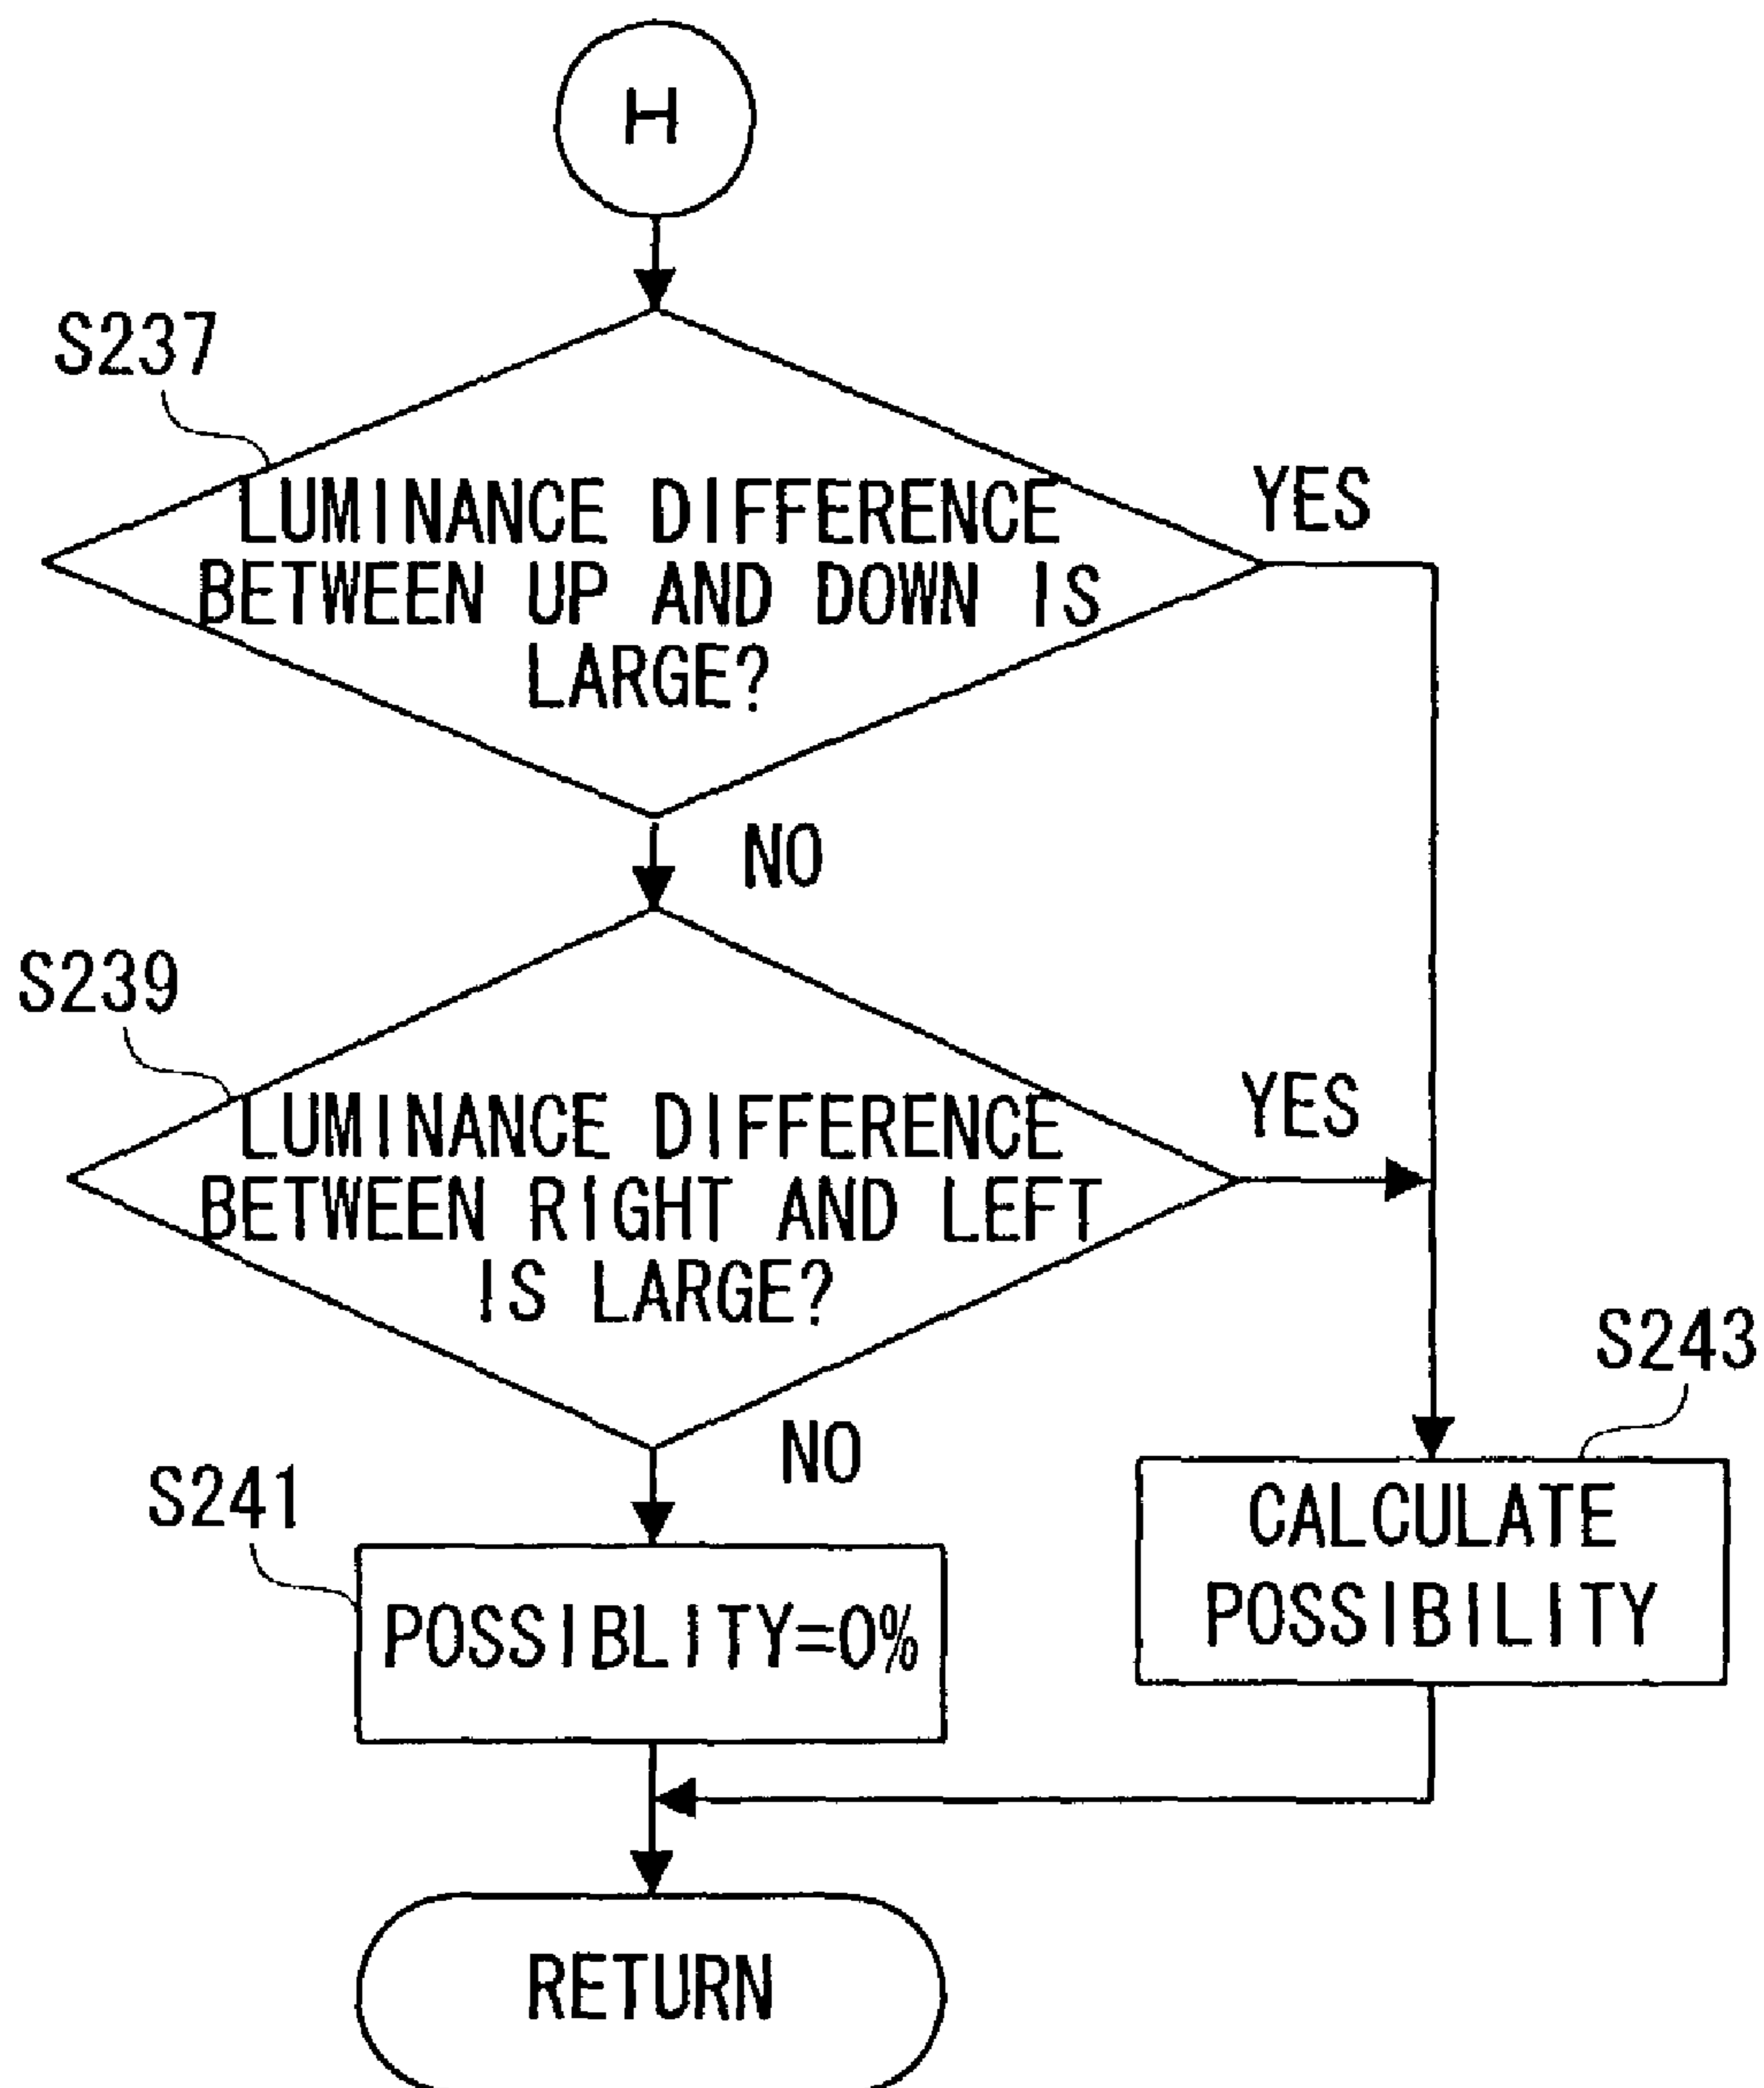 H
S237
LUMINANCE DIFFERENCE
BETWEEN UP AND DOWN IS
LARGE?
YES
NO
S239
LUMINANCE DIFFERENCE
BETWEEN RIGHT AND LEFT
IS LARGE?
YES
NO
S241
POSSIBLITY=0%
S243
CALCULATE
POSSIBILITY
RETURN